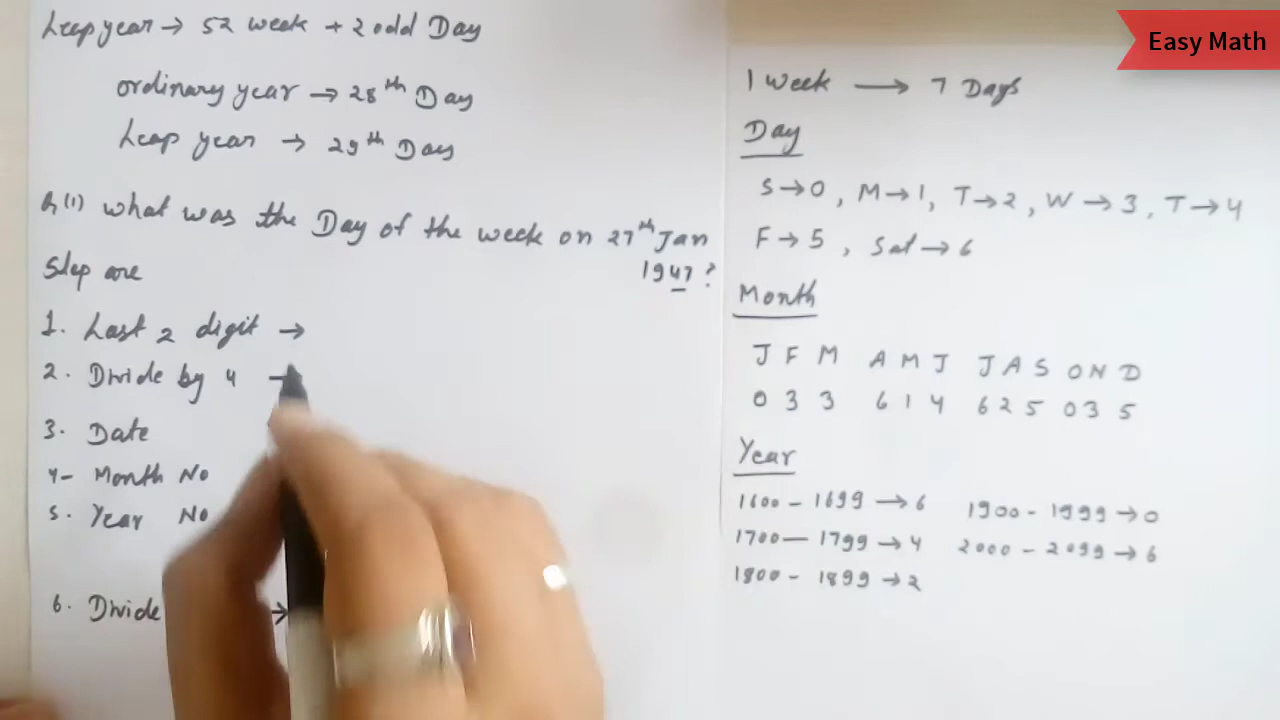 Leap year → 52 week + 2 odd Day
ordinary year → 28th Day
Leap year → 29th Day
Q(1) what was the Day of the week on 27th Jan
1947 ?
Step are
1. Last 2 digit →
2. Divide by 4 →
3. Date
4- Month No
5. Year No
6. Divide →
Easy Math
1 Week → 7 Days
Day
S→0, M→1, T→2, W→3, T→4
F→5, Sat→6
Month
J F M A M J J A S O N D
0 3 3 6 1 4 6 2 5 0 3 5
Year
1600 - 1699 → 6 1900 - 1999 → 0
1700 - 1799 → 4 2000 - 2099 → 6
1800 - 1899 → 2